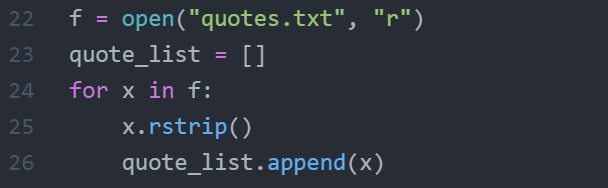 22 f = open("quotes.txt", "r")
23 quote_list = []
24 for x in f:
25     x.rstrip()
26     quote_list.append(x)